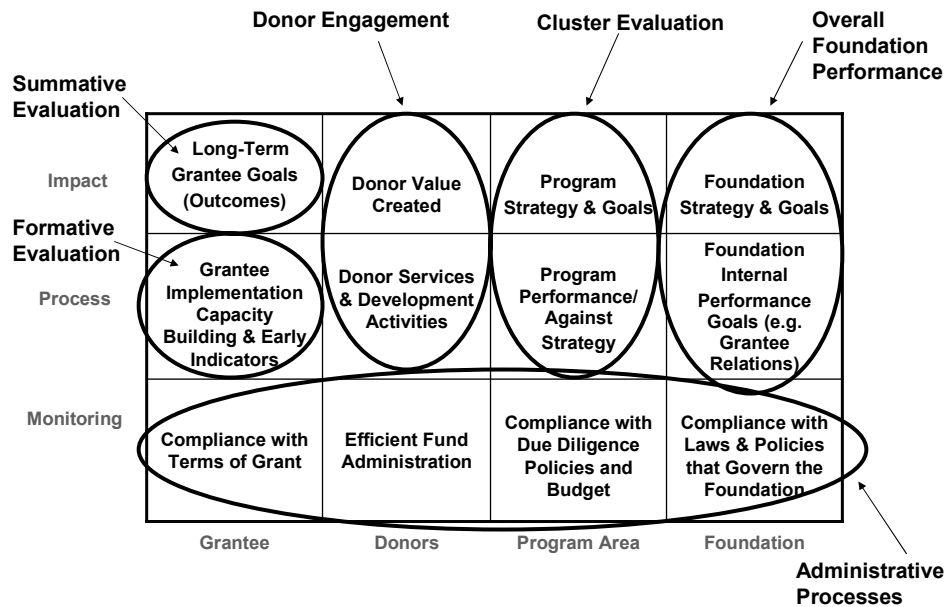 Donor Engagement
Cluster Evaluation
Overall
Foundation
Performance
Summative
Evaluation
Impact
Long-Term
Grantee Goals
(Outcomes)
Donor Value
Created
Program
Strategy & Goals
Foundation
Strategy & Goals
Formative
Evaluation
Process
Grantee
Implementation
Capacity
Building & Early
Indicators
Donor Services
& Development
Activities
Program
Performance/
Against
Strategy
Foundation
Internal
Performance
Goals (e.g.
Grantee
Relations)
Monitoring
Compliance with
Terms of Grant
Efficient Fund
Administration
Compliance with
Due Diligence
Policies and
Budget
Compliance with
Laws & Policies
that Govern the
Foundation
Grantee
Donors
Program Area
Foundation
Administrative
Processes